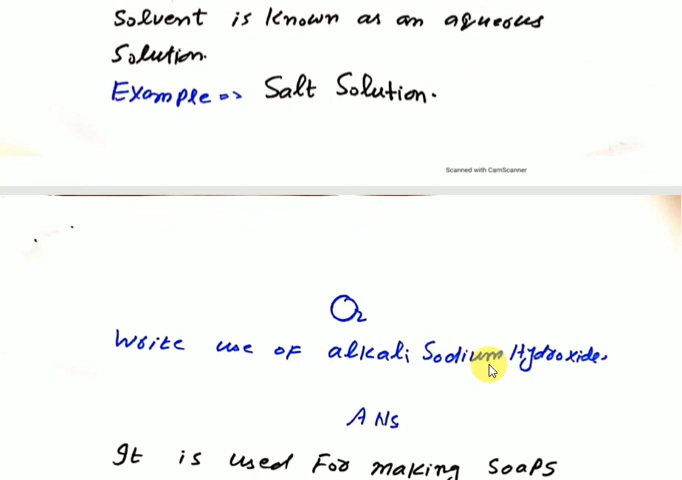 Solvent is known as an aqueous
Solution.
Example => Salt Solution.
Scanned with CamScanner
Or
Write use of alkali Sodium Hydroxide.
ANs
It is used For making soaps